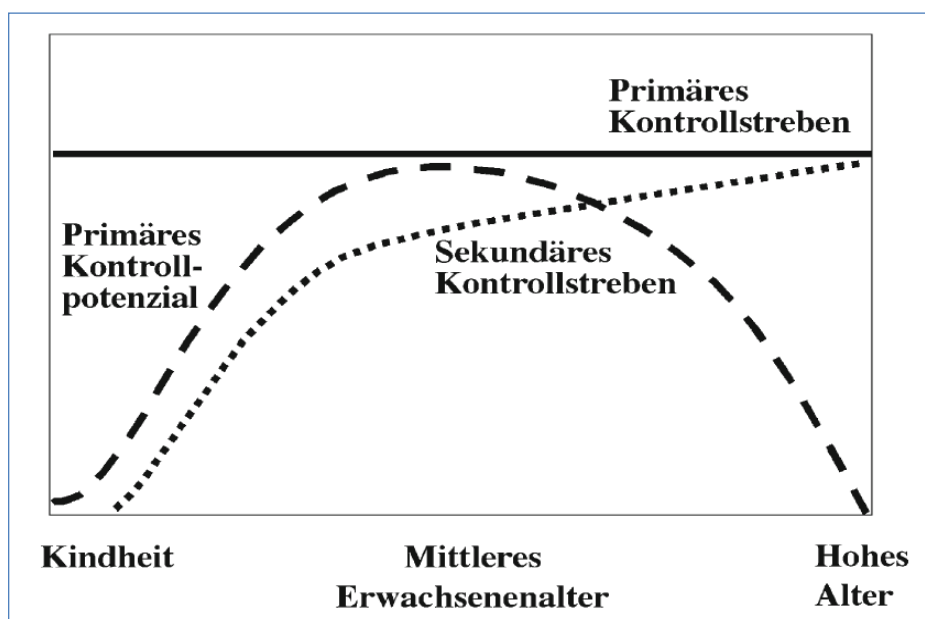 Primäres
Kontrollstreben
Primäres
Kontroll-
potenzial
Sekundäres
Kontrollstreben
Kindheit
Mittleres
Erwachsenenalter
Hohes
Alter